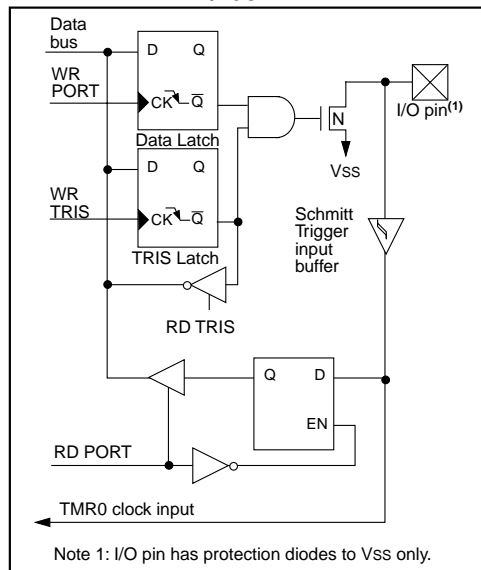 Data
bus
D Q
WR
PORT
CK Q
Data Latch
N
I/O pin(1)
VSS
D Q
WR
TRIS
CK Q
TRIS Latch
Schmitt
Trigger
input
buffer
RD TRIS
Q D
EN
RD PORT
TMR0 clock input
Note 1: I/O pin has protection diodes to VSS only.